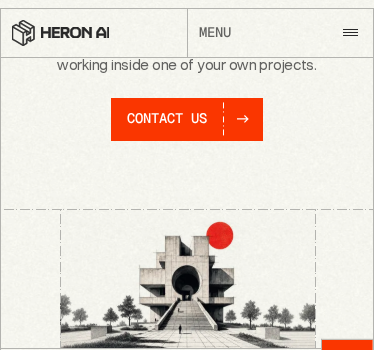 HERON AI
MENU
working inside one of your own projects.
CONTACT US →